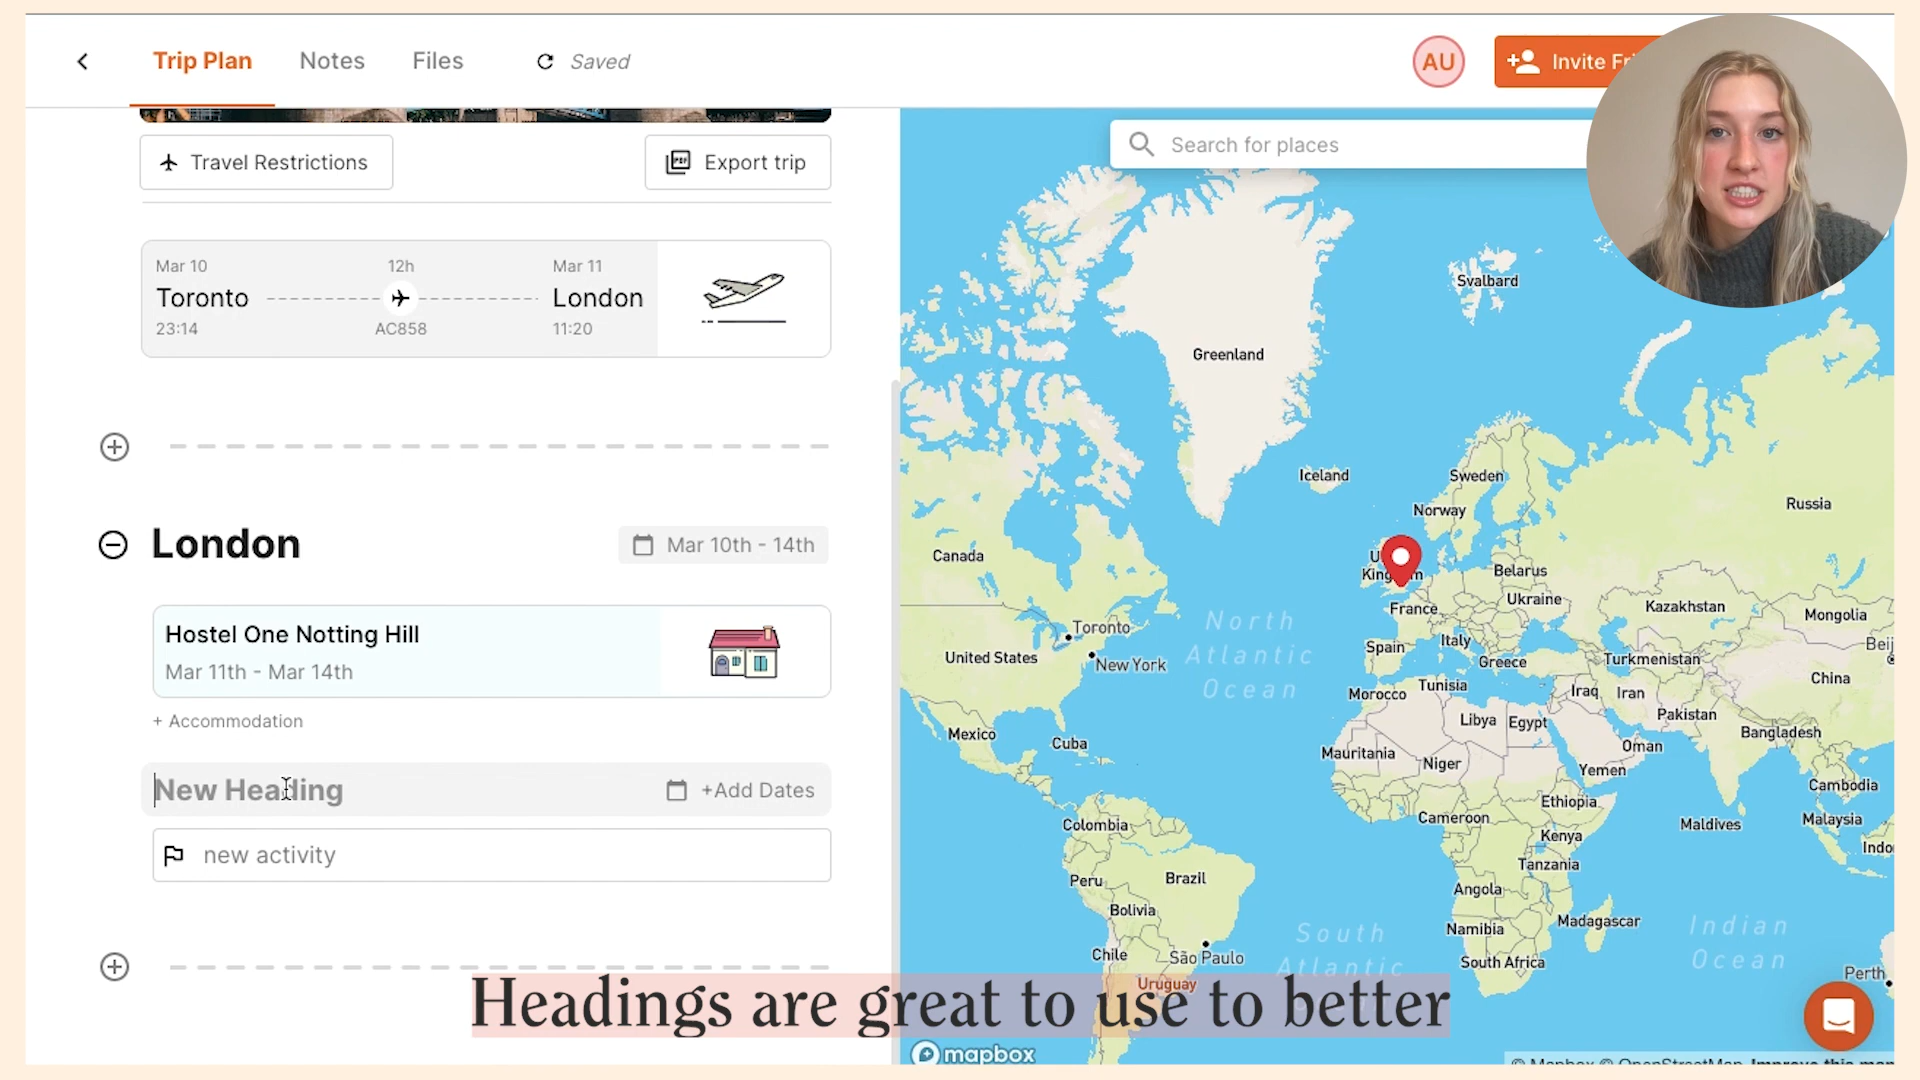 Trip Plan
Notes
Files
Saved
AU
Invite Fri
Travel Restrictions
PDF
Export trip
Search for places
Mar 10
12h
Mar 11
Toronto
London
23:14
AC858
11:20
London
Mar 10th - 14th
Hostel One Notting Hill
Mar 11th - Mar 14th
+ Accommodation
New Heading
+Add Dates
new activity
Headings are great to use to better
Svalbard
Greenland
Iceland
Sweden
Norway
Russia
Canada
Belarus
Ukraine
France
Kazakhstan
Mongolia
Toronto
Spain
Italy
Beij
United States
New York
Greece
Turkmenistan
North
Atlantic
Ocean
Morocco
Tunisia
Iraq
Iran
China
Libya
Egypt
Pakistan
Mexico
Cuba
Mauritania
Niger
Oman
Bangladesh
Yemen
Cambodia
Colombia
Cameroon
Ethiopia
Kenya
Maldives
Malaysia
Indo
Peru
Brazil
Tanzania
Angola
Bolivia
Namibia
Madagascar
Chile
São Paulo
South
Atlantic
South Africa
Indian
Ocean
Uruguay
Perth
mapbox